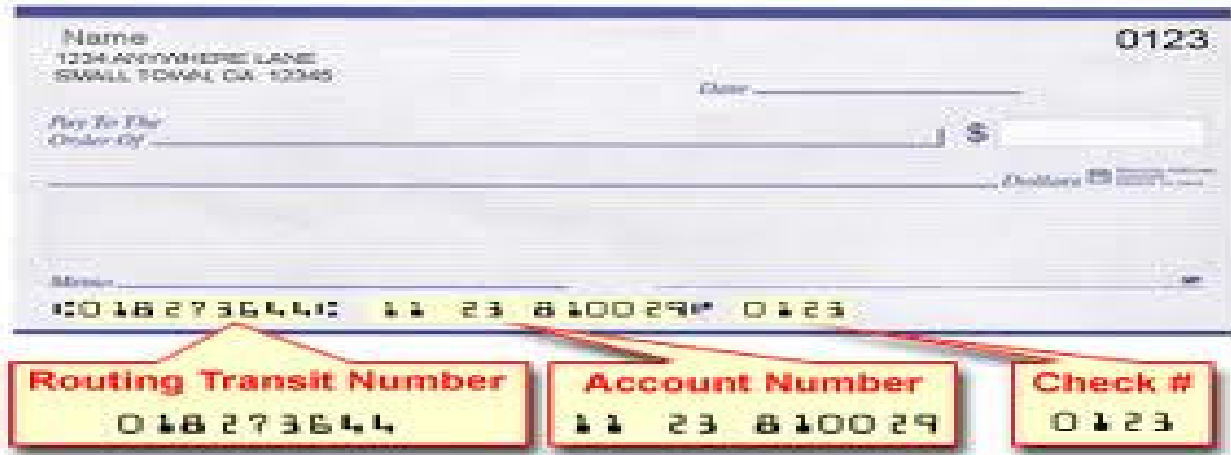 Name
0123
1234 ANYWHERE LANE
SMALL TOWN, CA 12345
Date
Pay To The
Order Of $
Dollars
Memo
⑆018273644⑆ 11 23 810029⑈ 0123
Routing Transit Number
018273644
Account Number
11 23 810029
Check #
0123